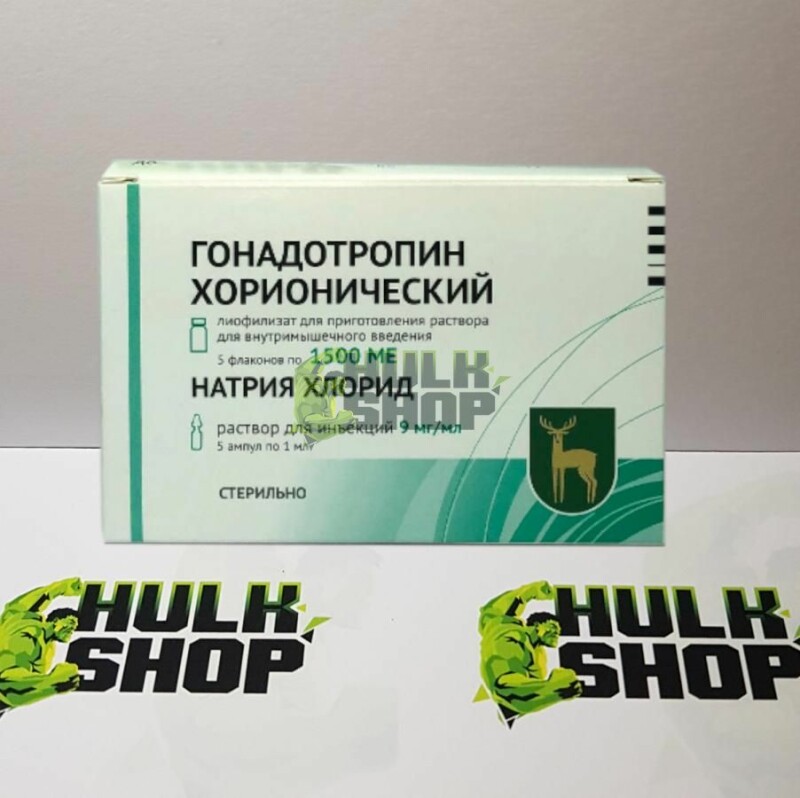 ГОНАДОТРОПИН
ХОРИОНИЧЕСКИЙ
лиофилизат для приготовления раствора
для внутримышечного введения
5 флаконов по 1500 МЕ
HULK
НАТРИЯ ХЛОРИД
SHOP
раствор для инъекций 9 мг/мл
5 ампул по 1 мл
СТЕРИЛЬНО
HULK
SHOP
HULK
SHOP